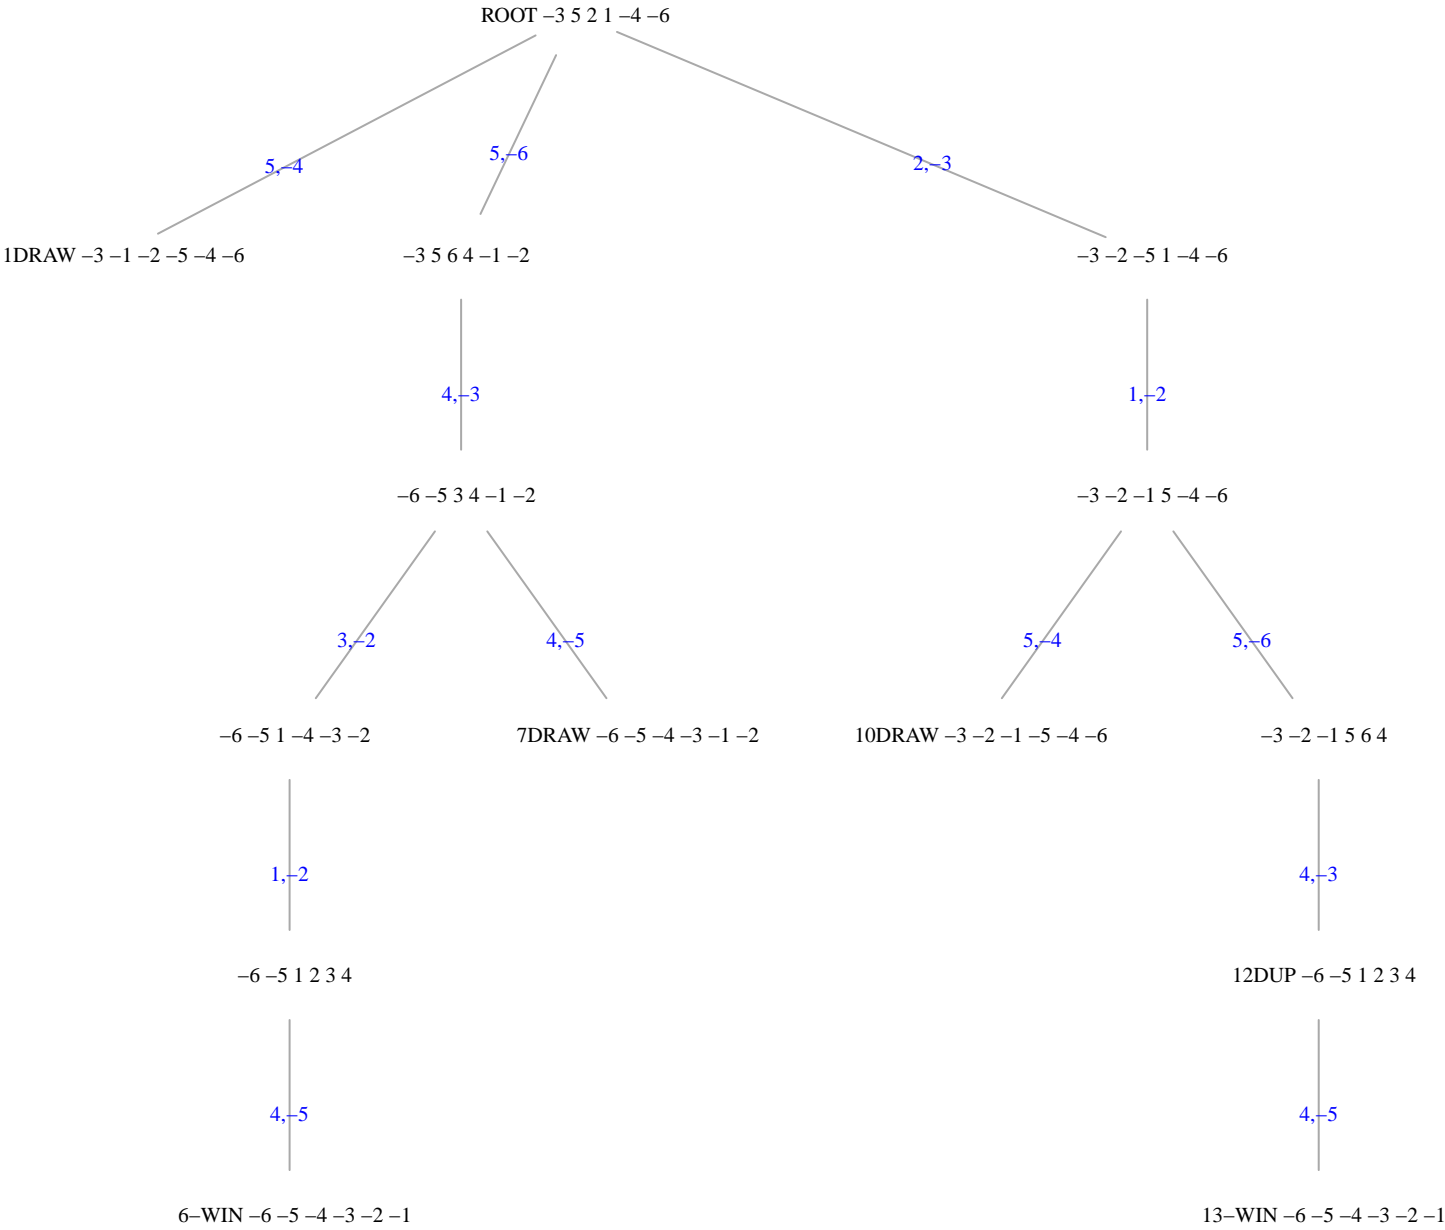 ROOT –3 5 2 1 –4 –6
5,–4
5,–6
2,–3
1DRAW –3 –1 –2 –5 –4 –6
–3 5 6 4 –1 –2
–3 –2 –5 1 –4 –6
4,–3
1,–2
–6 –5 3 4 –1 –2
–3 –2 –1 5 –4 –6
3,–2
4,–5
5,–4
5,–6
–6 –5 1 –4 –3 –2
7DRAW –6 –5 –4 –3 –1 –2
10DRAW –3 –2 –1 –5 –4 –6
–3 –2 –1 5 6 4
1,–2
4,–3
–6 –5 1 2 3 4
12DUP –6 –5 1 2 3 4
4,–5
4,–5
6–WIN –6 –5 –4 –3 –2 –1
13–WIN –6 –5 –4 –3 –2 –1